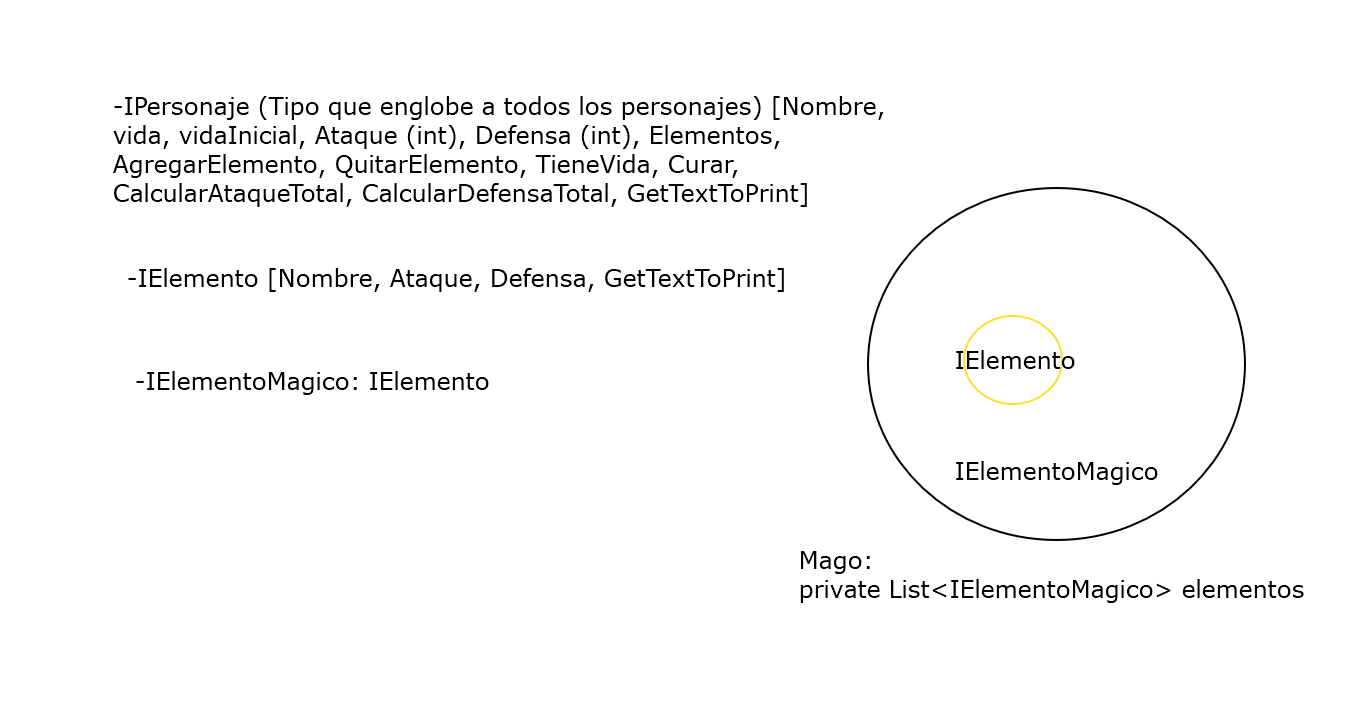 -IPersonaje (Tipo que englobe a todos los personajes) [Nombre,
vida, vidaInicial, Ataque (int), Defensa (int), Elementos,
AgregarElemento, QuitarElemento, TieneVida, Curar,
CalcularAtaqueTotal, CalcularDefensaTotal, GetTextToPrint]
-IElemento [Nombre, Ataque, Defensa, GetTextToPrint]
-IElementoMagico: IElemento
IElemento
IElementoMagico
Mago:
private List<IElementoMagico> elementos